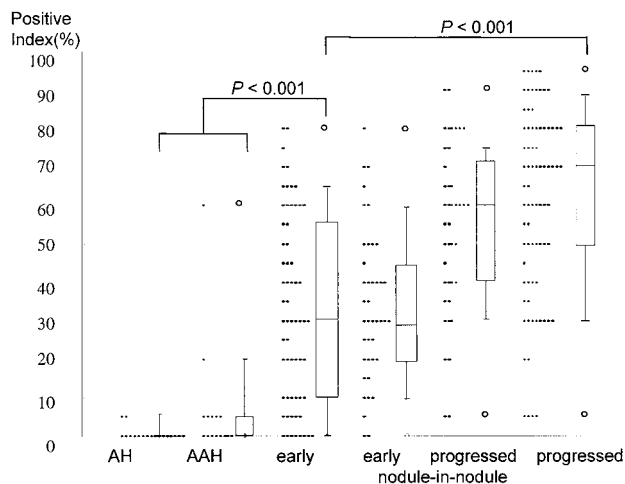 Positive
Index(%)
P < 0.001
P < 0.001
100
90
80
70
60
50
40
30
20
10
0
AH AAH early early progressed progressed
nodule-in-nodule